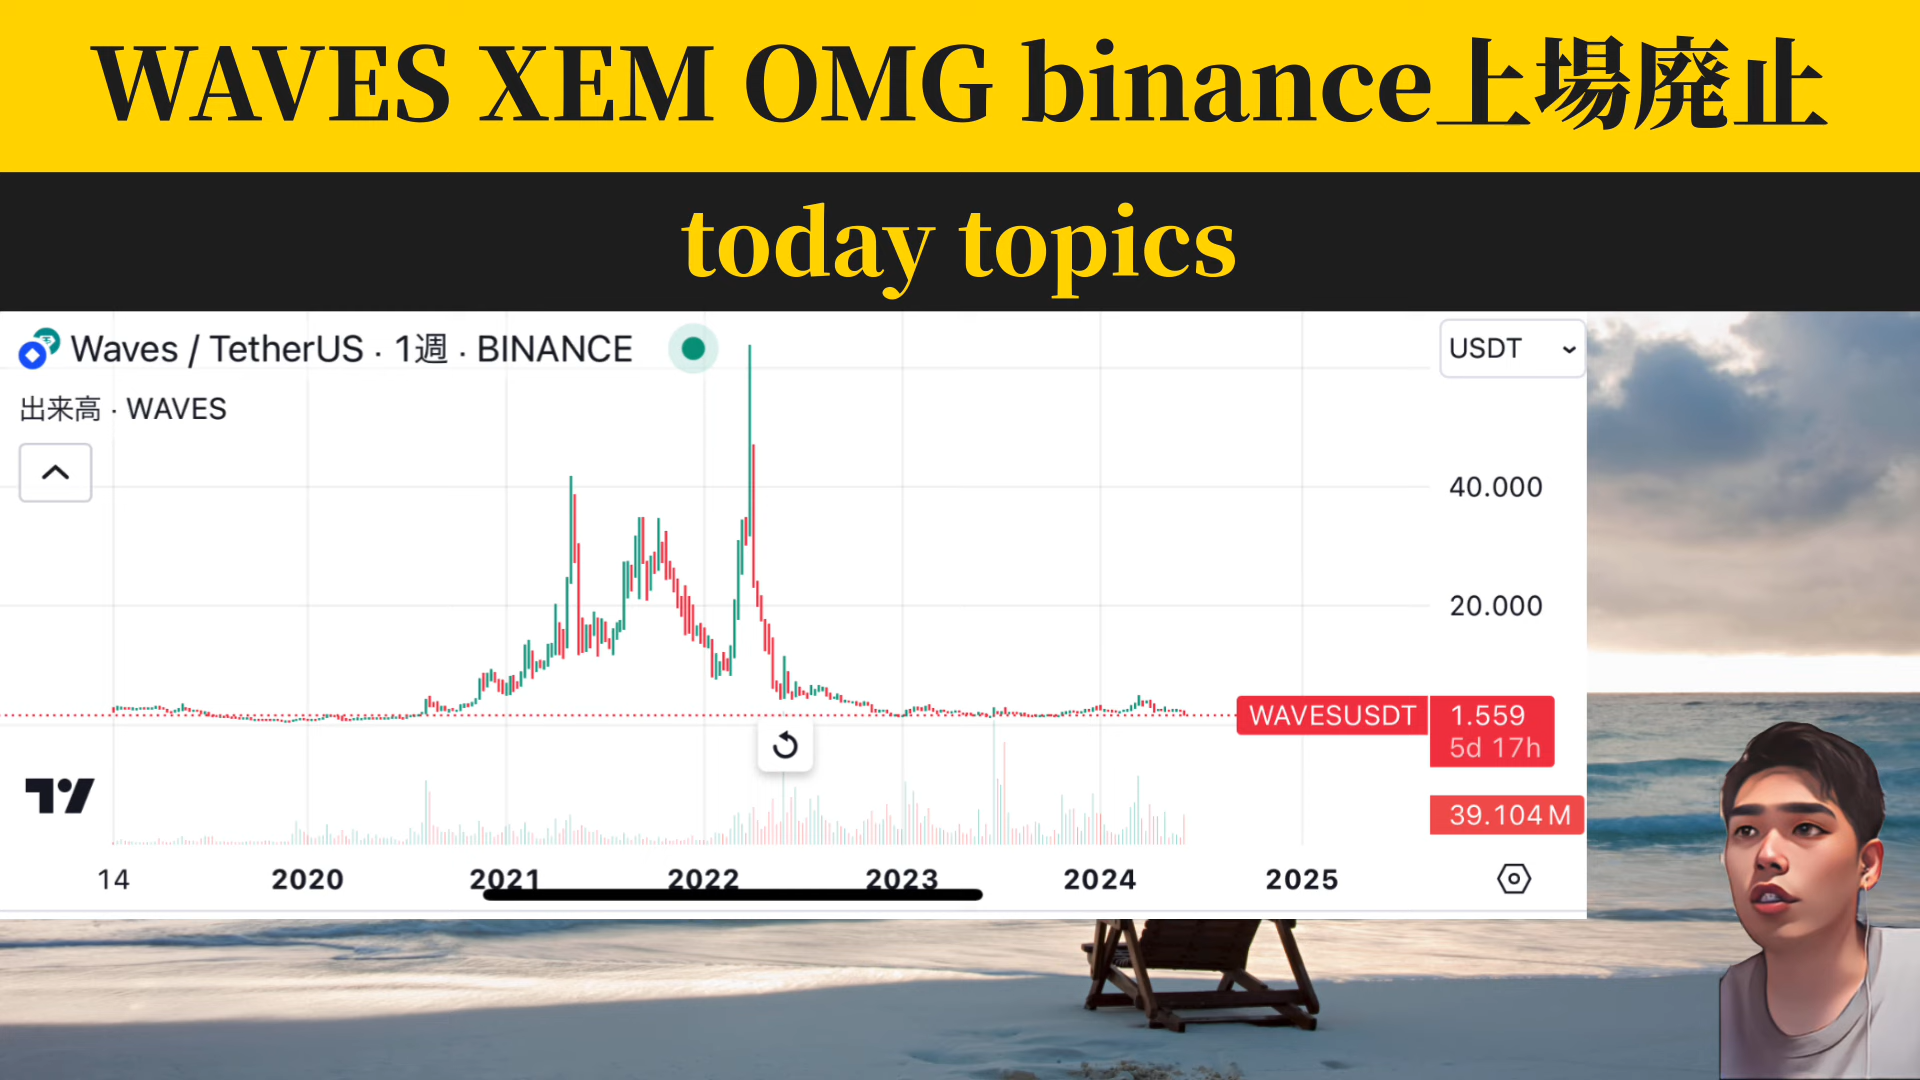 WAVES XEM OMG binance上場廃止
today topics
Waves / TetherUS · 1週 · BINANCE
USDT
出来高 · WAVES
40.000
20.000
WAVESUSDT 1.559
5d 17h
39.104 M
14 2020 2021 2022 2023 2024 2025